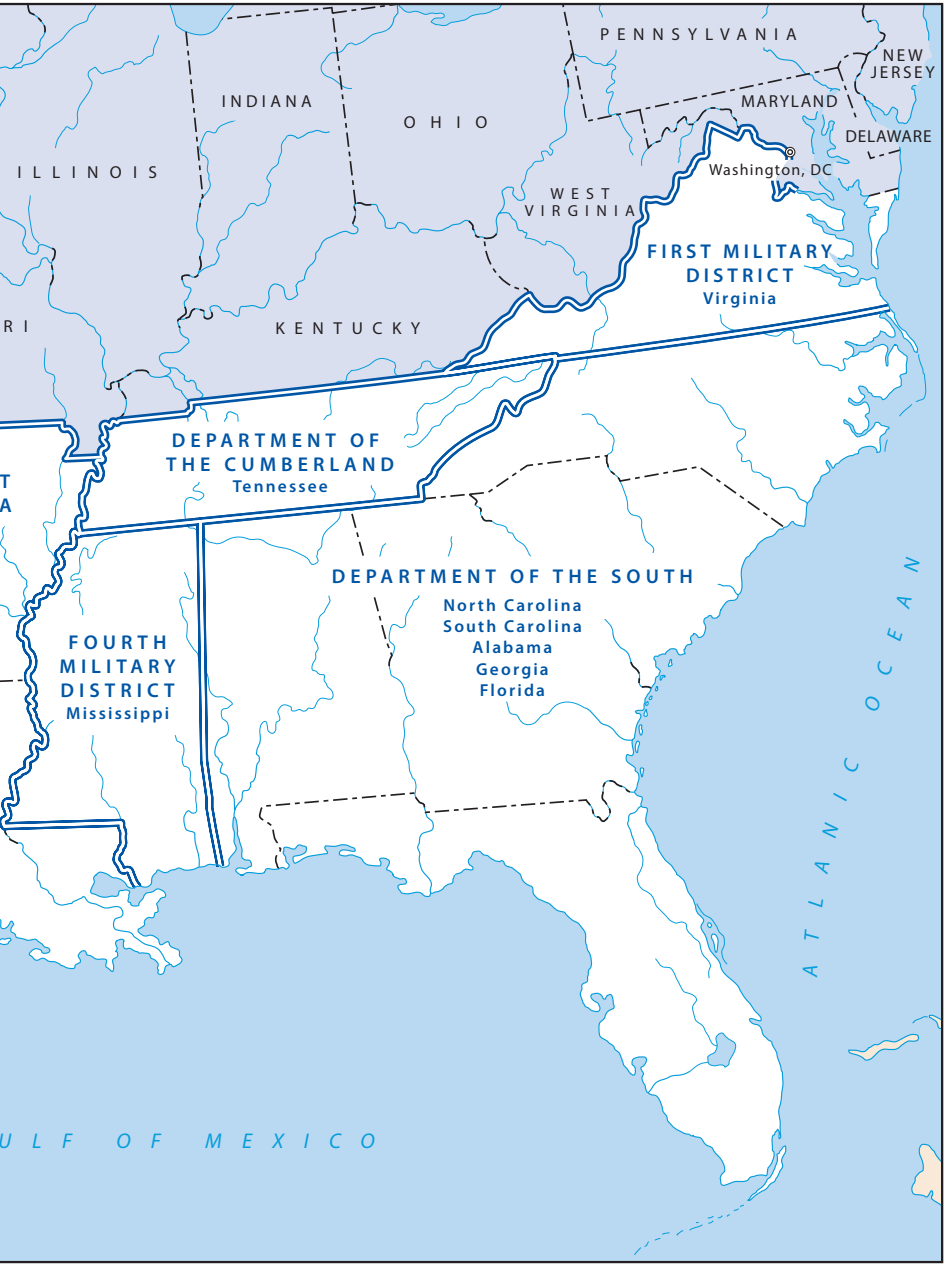 PENNSYLVANIA
NEW
JERSEY
INDIANA
MARYLAND
OHIO
DELAWARE
ILLINOIS
Washington, DC
WEST
VIRGINIA
FIRST MILITARY
DISTRICT
Virginia
RI
KENTUCKY
DEPARTMENT OF
THE CUMBERLAND
Tennessee
T
A
DEPARTMENT OF THE SOUTH
North Carolina
South Carolina
Alabama
Georgia
Florida
FOURTH
MILITARY
DISTRICT
Mississippi
ATLANIC OCEAN
ULF OF MEXICO